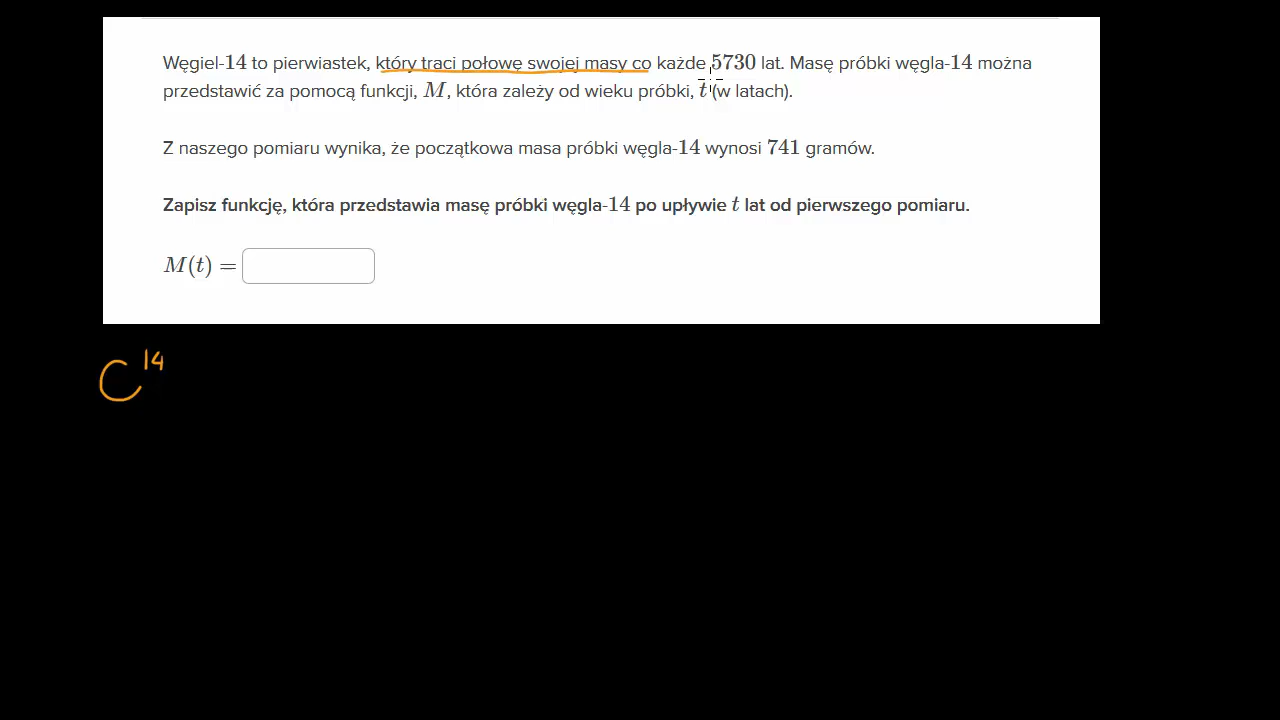 Węgiel-14 to pierwiastek, który traci połowę swojej masy co każde 5730 lat. Masę próbki węgla-14 można
przedstawić za pomocą funkcji, M, która zależy od wieku próbki, t (w latach).
Z naszego pomiaru wynika, że początkowa masa próbki węgla-14 wynosi 741 gramów.
Zapisz funkcję, która przedstawia masę próbki węgla-14 po upływie t lat od pierwszego pomiaru.
M(t) =
C¹⁴